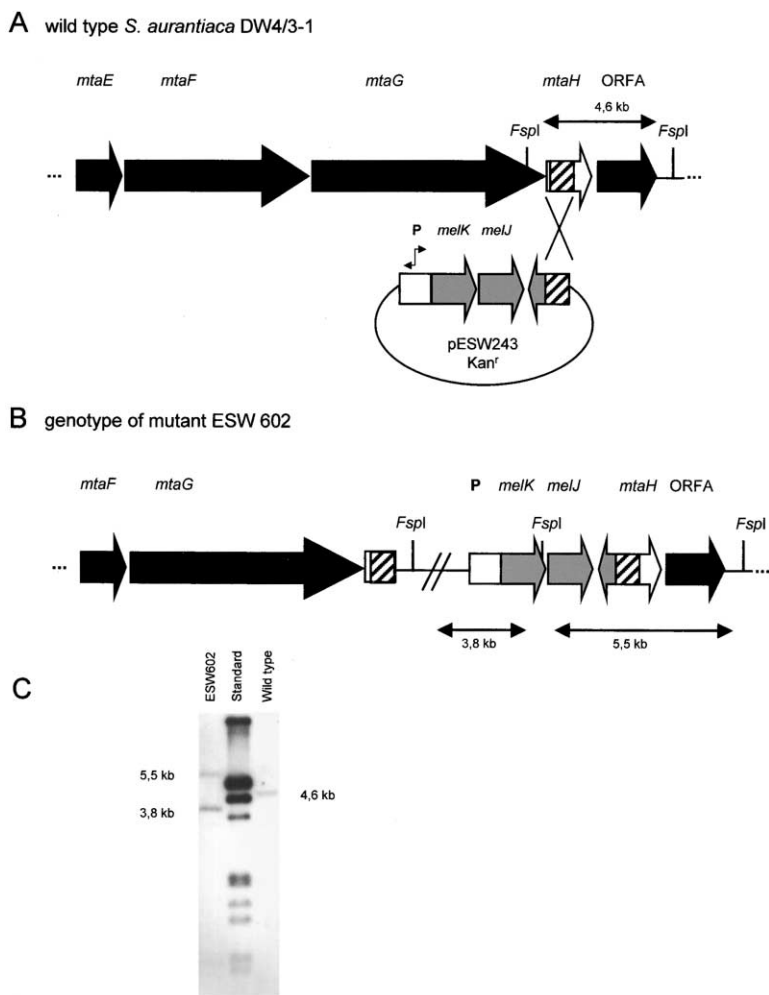 A wild type S. aurantiaca DW4/3-1
mtaE mtaF mtaG mtaH ORFA
4,6 kb
FspI FspI
... ...
P melK melJ
pESW243
Kanr
B genotype of mutant ESW 602
mtaF mtaG P melK melJ mtaH ORFA
FspI FspI FspI
... ...
3,8 kb 5,5 kb
C
ESW602 Standard Wild type
5,5 kb
4,6 kb
3,8 kb